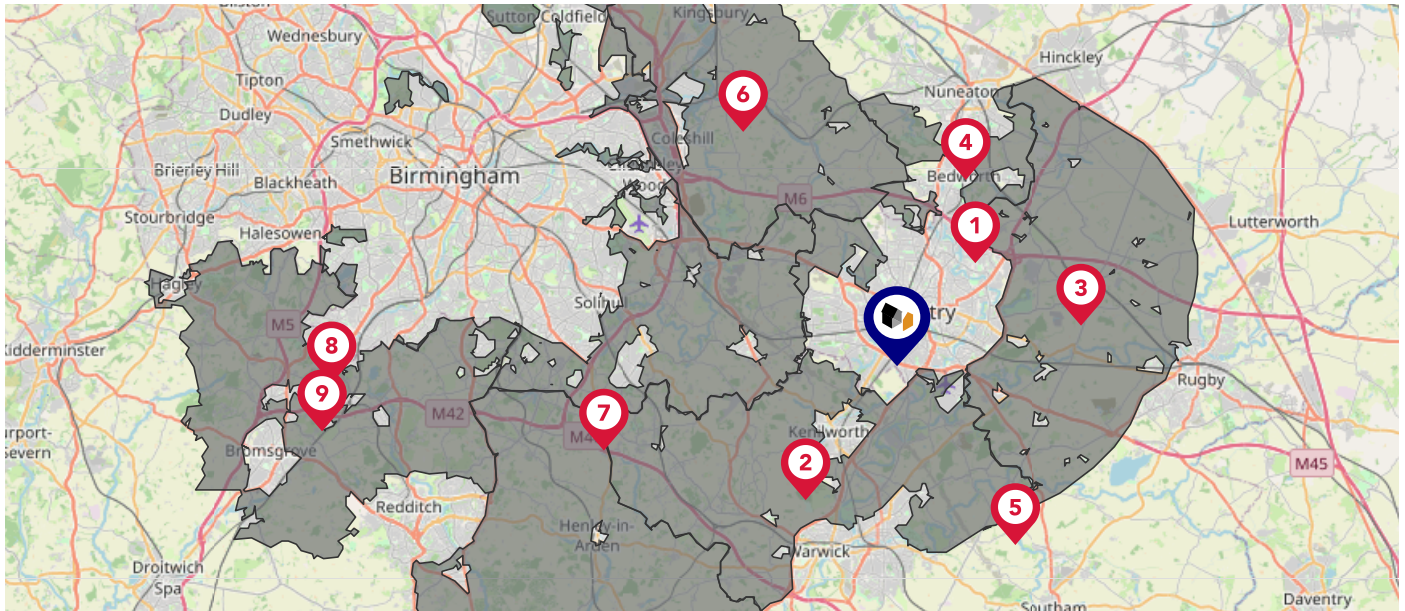 Sutton Coldfield
Kingsbury
Wednesbury
Hinckley
Tipton
Nuneaton
6
Dudley
Smethwick
Coleshill
4
Brierley Hill
Birmingham
Bedworth
Blackheath
M6
Stourbridge
1
Lutterworth
Halesowen
Hagley
3
Solihull
try
M5
8
Kidderminster
Rugby
9
M42
7
M4
Kenilworth
2
Bromsgrove
M45
Redditch
5
Henley-in-
Arden
Warwick
Droitwich
Spa
Southam
Daventry